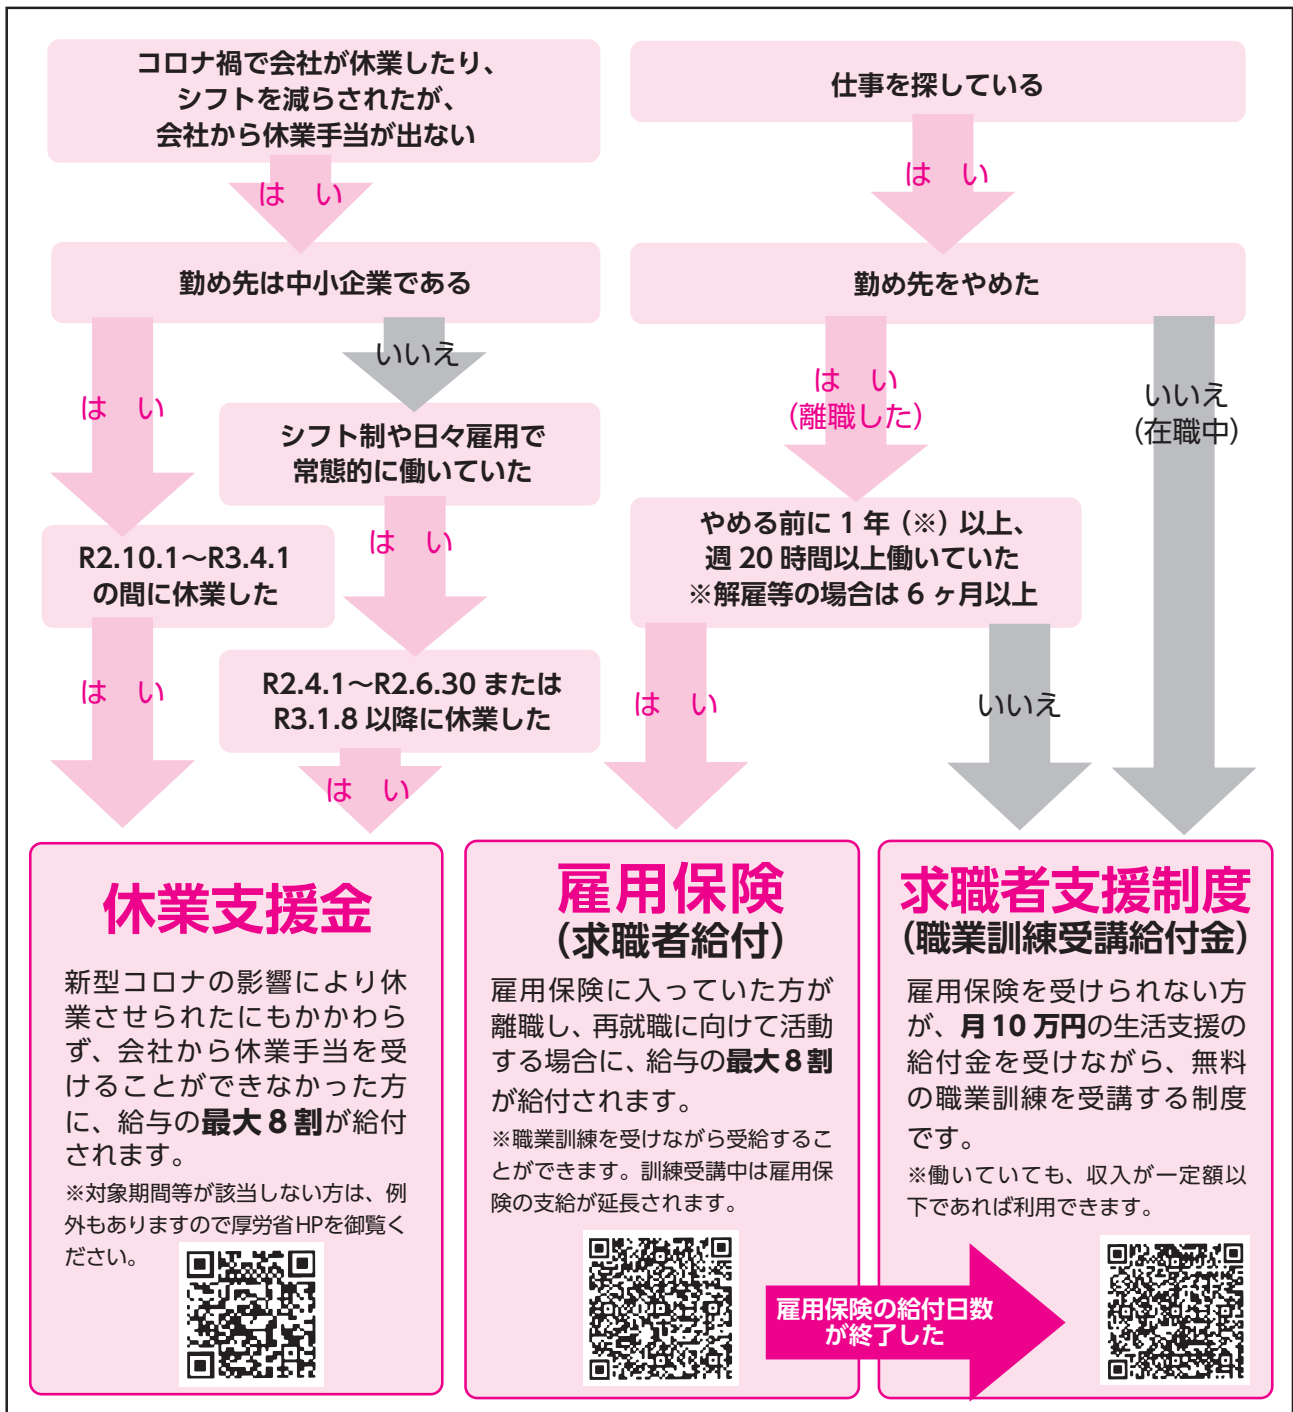 コロナ禍で会社が休業したり、
シフトを減らされたが、
会社から休業手当が出ない
は い
勤め先は中小企業である
は い
いいえ
シフト制や日々雇用で
常態的に働いていた
は い
R2.10.1～R3.4.1
の間に休業した
は い
R2.4.1～R2.6.30 または
R3.1.8 以降に休業した
は い
仕事を探している
は い
勤め先をやめた
は い
（離職した）
いいえ
（在職中）
やめる前に 1 年（※）以上、
週 20 時間以上働いていた
※解雇等の場合は 6 ヶ月以上
は い
いいえ
休業支援金
新型コロナの影響により休
業させられたにもかかわら
ず、会社から休業手当を受
けることができなかった方
に、給与の最大 8 割が給付
されます。
※対象期間等が該当しない方は、例
外もありますので厚労省HPを御覧く
ださい。
雇用保険
（求職者給付）
雇用保険に入っていた方が
離職し、再就職に向けて活動
する場合に、給与の最大 8 割
が給付されます。
※職業訓練を受けながら受給するこ
とができます。訓練受講中は雇用保
険の支給が延長されます。
雇用保険の給付日数
が終了した
求職者支援制度
（職業訓練受講給付金）
雇用保険を受けられない方
が、月 10 万円の生活支援の
給付金を受けながら、無料
の職業訓練を受講する制度
です。
※働いていても、収入が一定額以
下であれば利用できます。